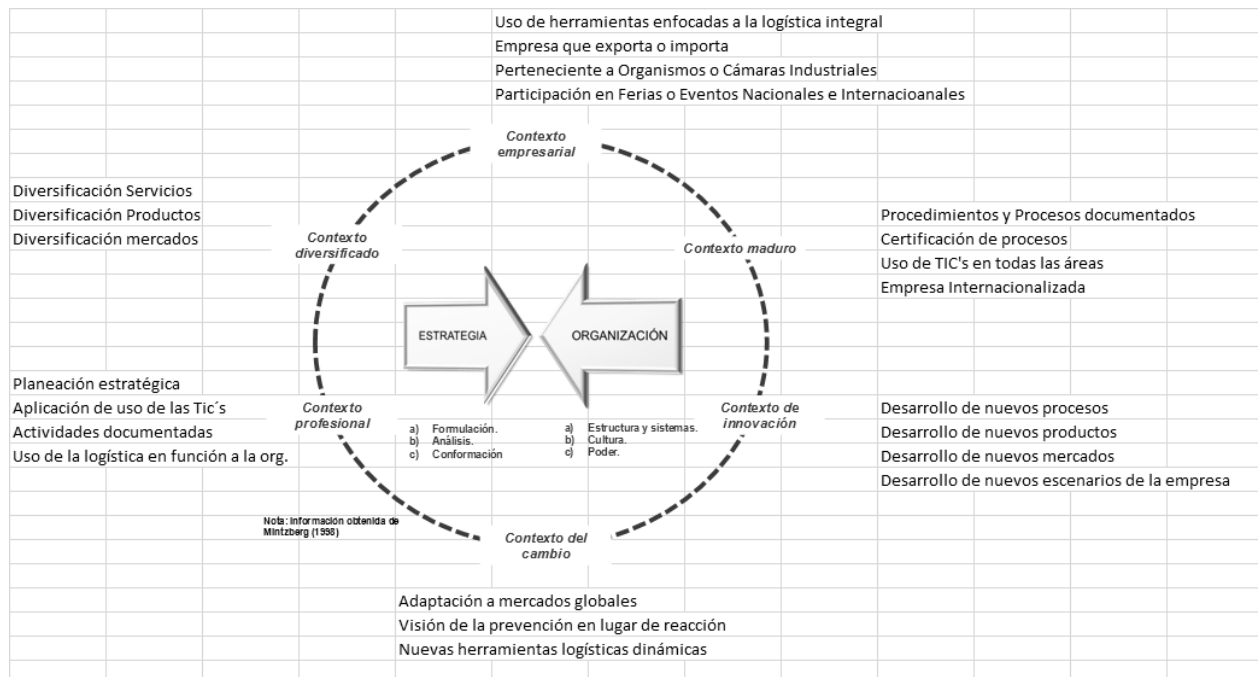 Uso de herramientas enfocadas a la logística integral
Empresa que exporta o importa
Perteneciente a Organismos o Cámaras Industriales
Participación en Ferias o Eventos Nacionales e Internacioanales
Contexto
empresarial
Diversificación Servicios
Diversificación Productos
Diversificación mercados
Contexto
diversificado
Contexto maduro
Procedimientos y Procesos documentados
Certificación de procesos
Uso de TIC's en todas las áreas
Empresa Internacionalizada
ESTRATEGIA
ORGANIZACIÓN
Planeación estratégica
Aplicación de uso de las Tic´s
Actividades documentadas
Uso de la logística en función a la org.
Contexto
profesional
a) Formulación.
b) Análisis.
c) Conformación
a) Estructura y sistemas.
b) Cultura.
c) Poder.
Contexto de
innovación
Desarrollo de nuevos procesos
Desarrollo de nuevos productos
Desarrollo de nuevos mercados
Desarrollo de nuevos escenarios de la empresa
Nota: Información obtenida de
Mintzberg (1998)
Contexto del
cambio
Adaptación a mercados globales
Visión de la prevención en lugar de reacción
Nuevas herramientas logísticas dinámicas